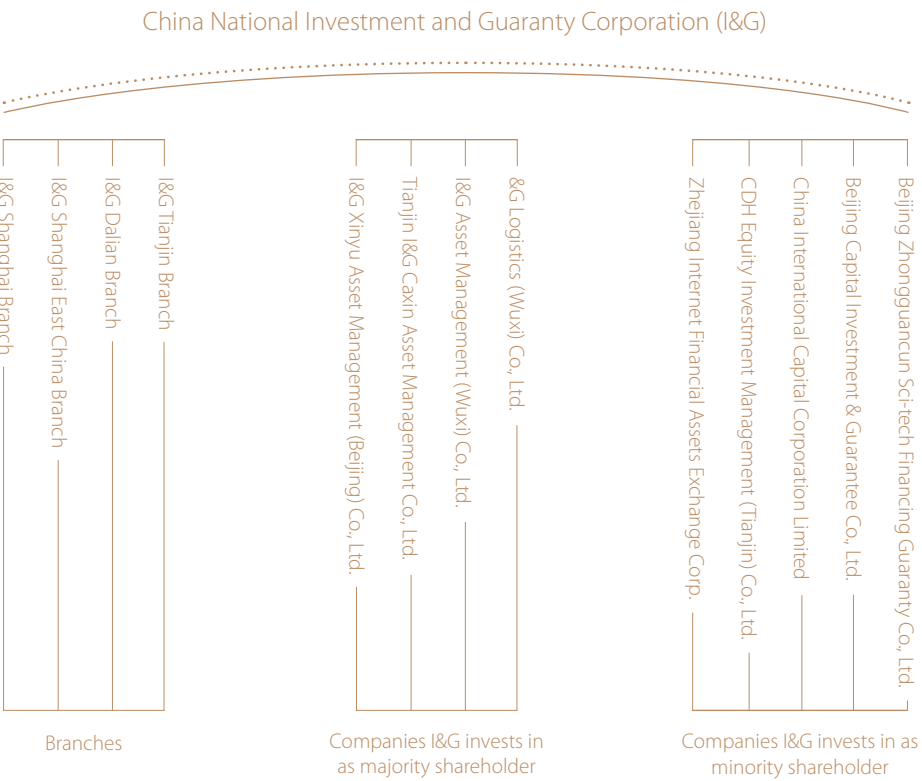 China National Investment and Guaranty Corporation (I&G)
I&G Shanghai Branch
I&G Shanghai East China Branch
I&G Dalian Branch
I&G Tianjin Branch
I&G Xinyu Asset Management (Beijing) Co., Ltd.
Tianjin I&G Caxin Asset Management Co., Ltd.
I&G Asset Management (Wuxi) Co., Ltd.
&G Logistics (Wuxi) Co., Ltd.
Zhejiang Internet Financial Assets Exchange Corp.
CDH Equity Investment Management (Tianjin) Co., Ltd.
China International Capital Corporation Limited
Beijing Capital Investment & Guarantee Co., Ltd.
Beijing Zhongguancun Sci-tech Financing Guaranty Co., Ltd.
Branches
Companies I&G invests in
as majority shareholder
Companies I&G invests in as
minority shareholder